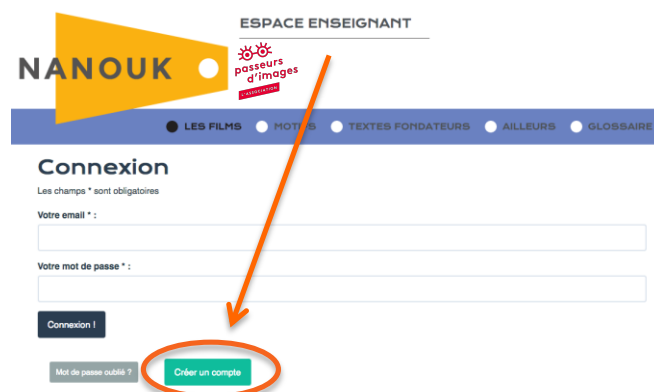 ESPACE ENSEIGNANT
NANOUK
passeurs
d'images
L'ASSOCIATION
LES FILMS MOTIFS TEXTES FONDATEURS AILLEURS GLOSSAIRE
Connexion
Les champs * sont obligatoires
Votre email * :
Votre mot de passe * :
Connexion !
Mot de passe oublié ? Créer un compte